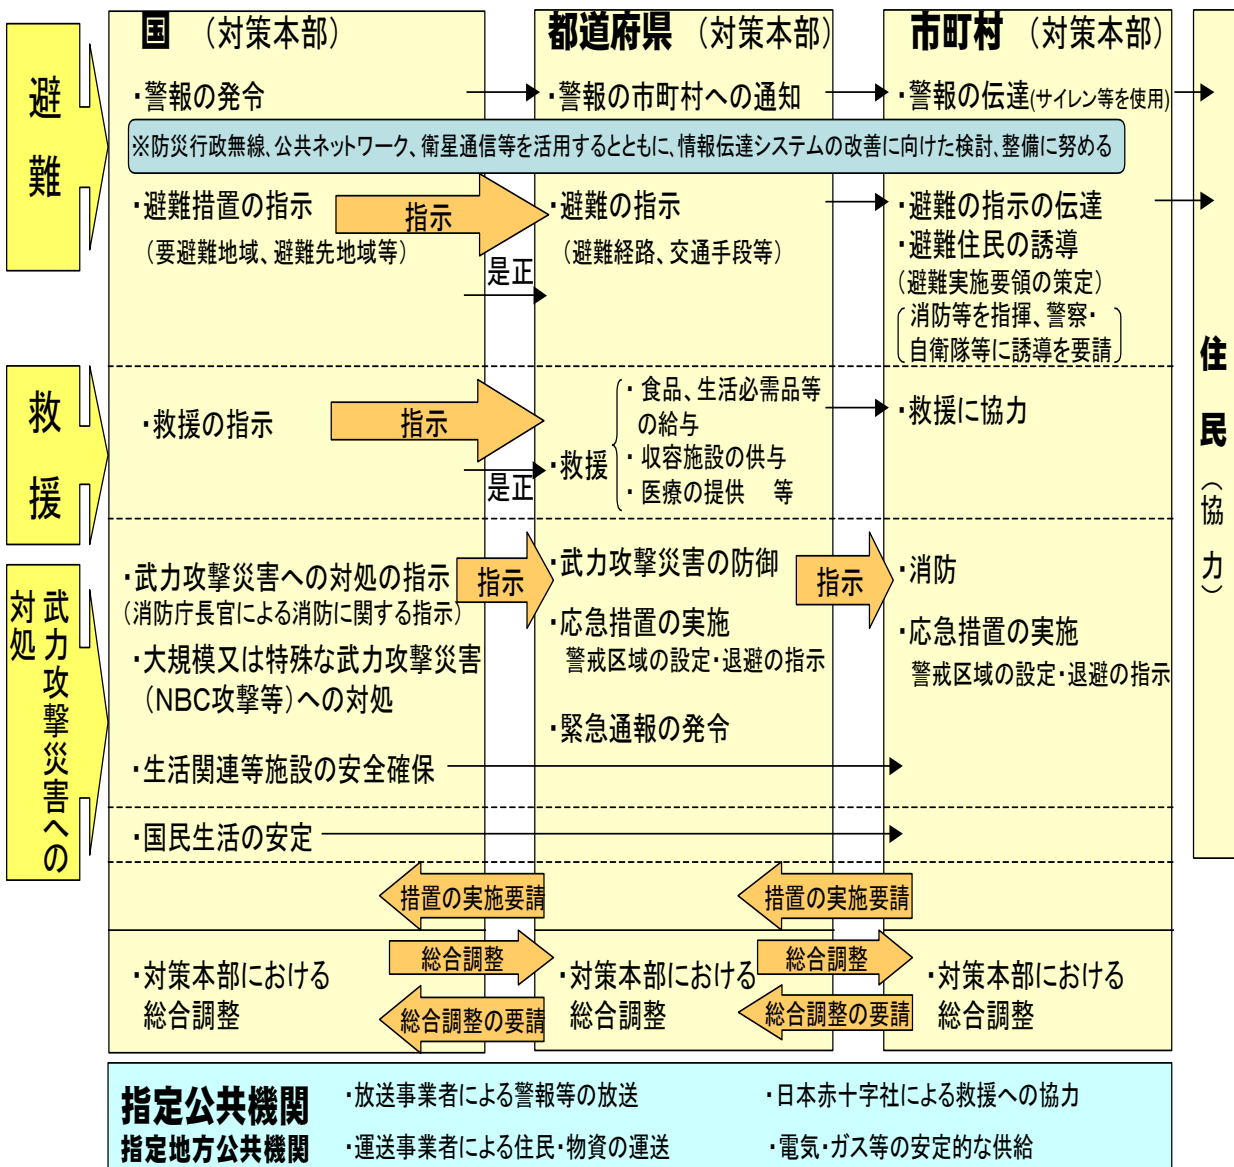 国（対策本部）
都道府県（対策本部）
市町村（対策本部）
避難
・警報の発令
・警報の市町村への通知
・警報の伝達(サイレン等を使用)
※防災行政無線、公共ネットワーク、衛星通信等を活用するとともに、情報伝達システムの改善に向けた検討、整備に努める
・避難措置の指示
（要避難地域、避難先地域等）
指示
是正
・避難の指示
（避難経路、交通手段等）
・避難の指示の伝達
・避難住民の誘導
（避難実施要領の策定）
消防等を指揮、警察・
自衛隊等に誘導を要請
住民（協力）
救援
・救援の指示
指示
是正
・救援
・食品、生活必需品等
の給与
・収容施設の供与
・医療の提供　等
・救援に協力
武力攻撃災害への
対処
・武力攻撃災害への対処の指示
（消防庁長官による消防に関する指示）
・大規模又は特殊な武力攻撃災害
（NBC攻撃等）への対処
・生活関連等施設の安全確保
指示
・武力攻撃災害の防御
・応急措置の実施
警戒区域の設定・退避の指示
・緊急通報の発令
指示
・消防
・応急措置の実施
警戒区域の設定・退避の指示
・国民生活の安定
措置の実施要請
措置の実施要請
・対策本部における
総合調整
総合調整
総合調整の要請
・対策本部における
総合調整
総合調整
総合調整の要請
・対策本部における
総合調整
指定公共機関
指定地方公共機関
・放送事業者による警報等の放送
・日本赤十字社による救援への協力
・運送事業者による住民・物資の運送
・電気・ガス等の安定的な供給